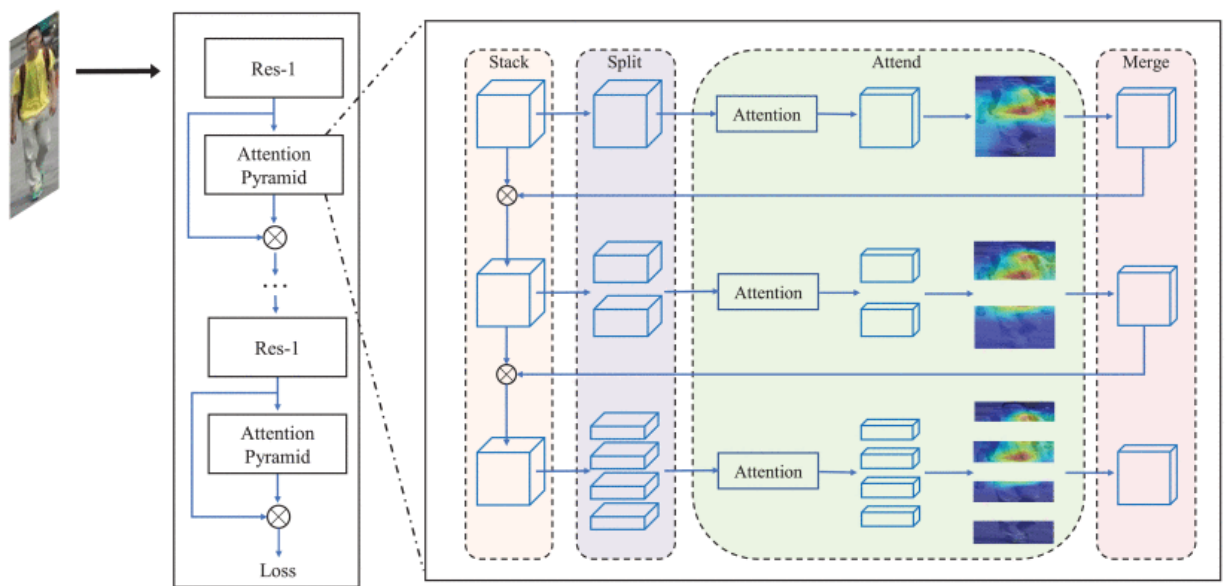 Res-1
Attention
Pyramid
...
Res-1
Attention
Pyramid
Loss
Stack
Split
Attend
Merge
Attention
Attention
Attention